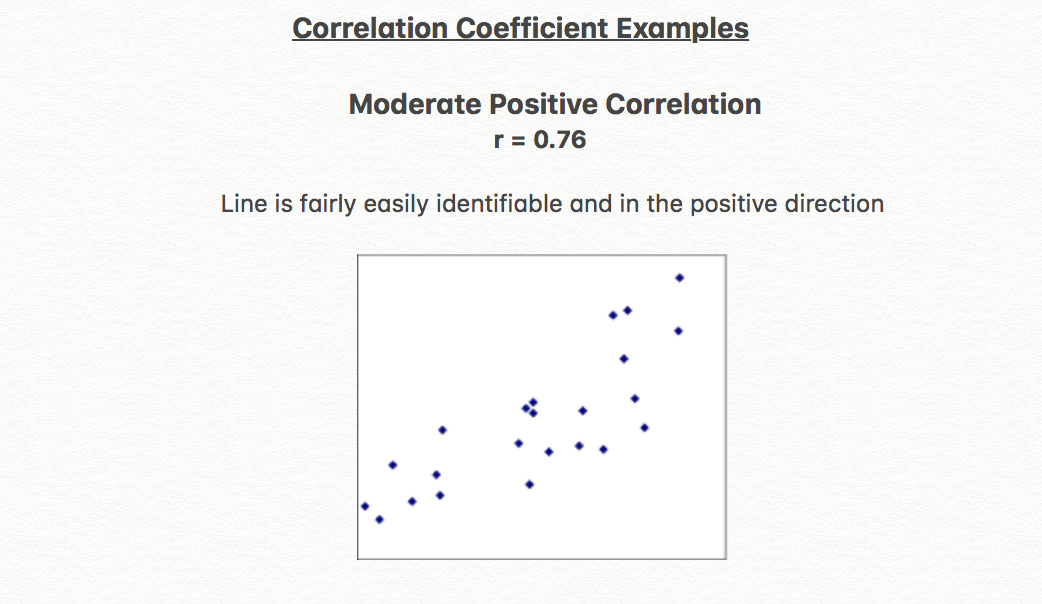 Correlation Coefficient Examples
Moderate Positive Correlation
r = 0.76
Line is fairly easily identifiable and in the positive direction